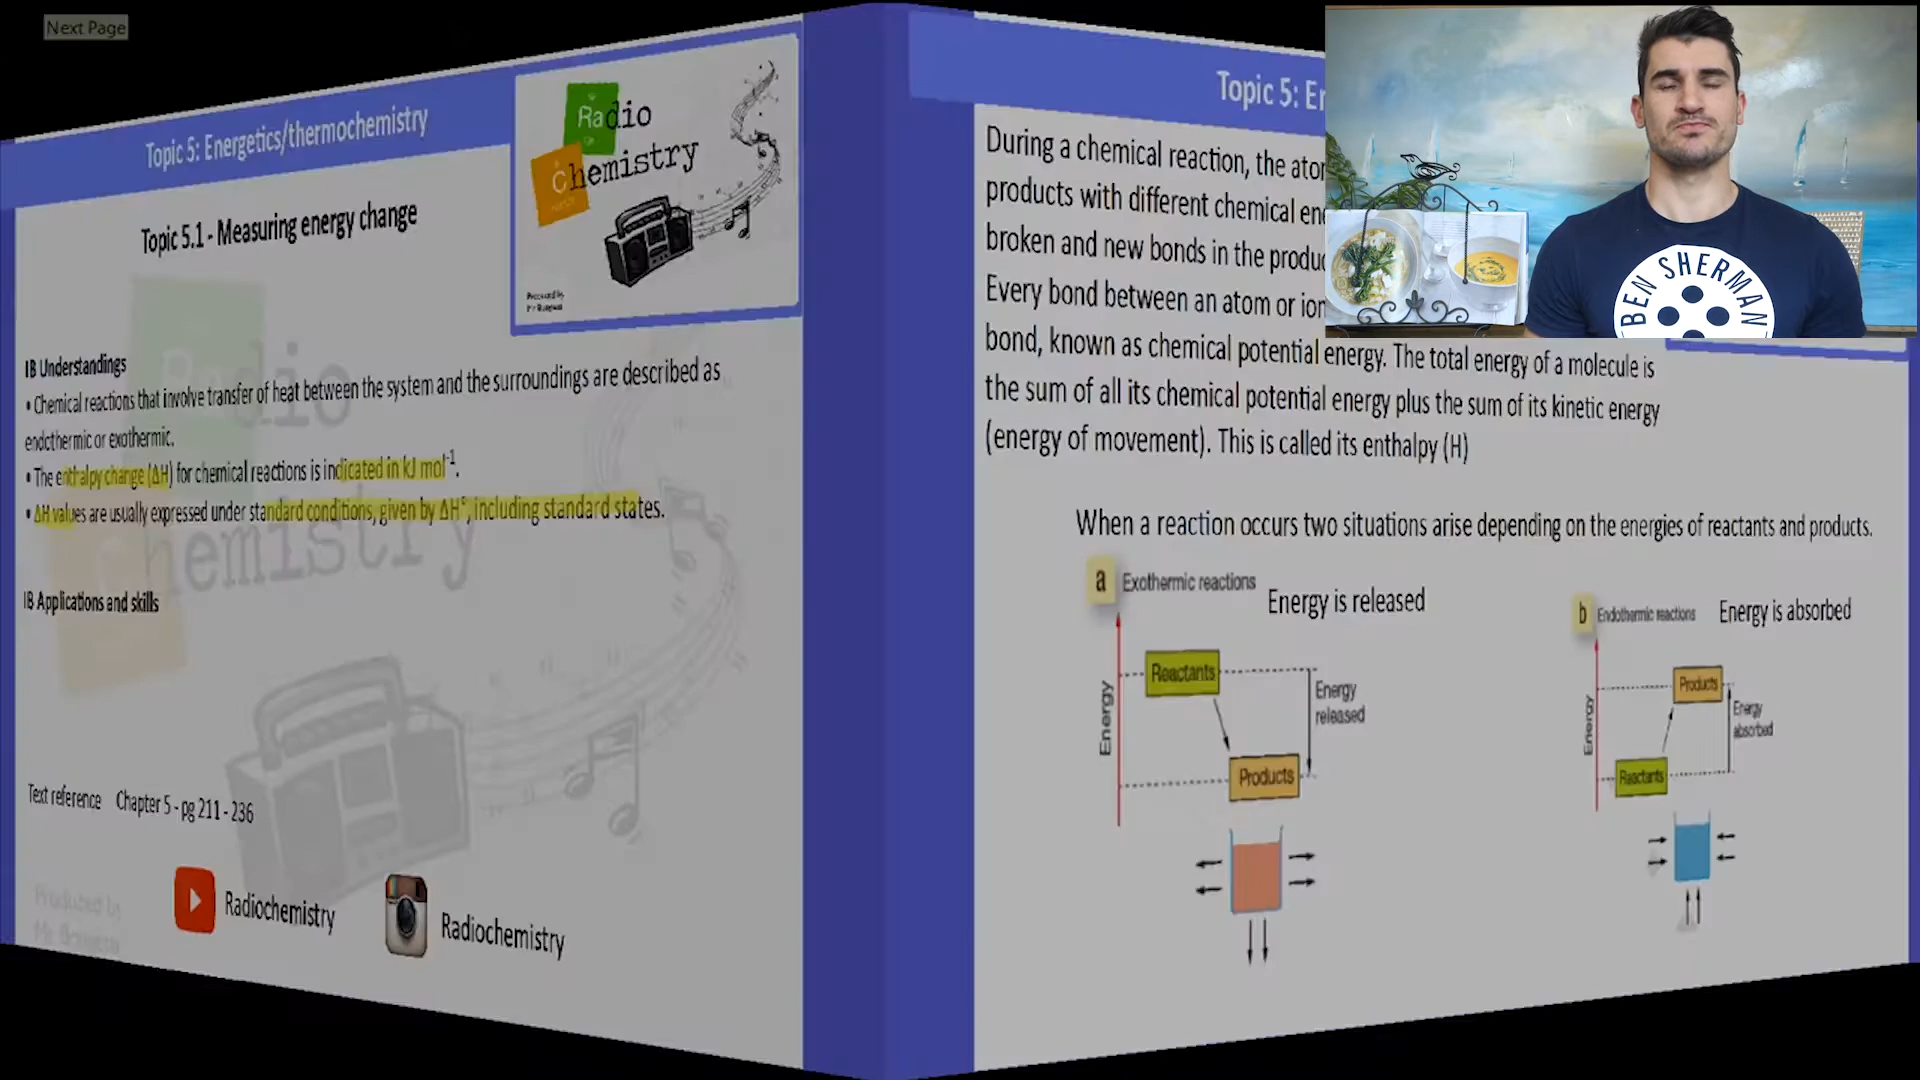 Next Page
Topic 5: Energetics/thermochemistry
Radio
Chemistry
Topic 5.1 - Measuring energy change
IB Understandings
• Chemical reactions that involve transfer of heat between the system and the surroundings are described as
endothermic or exothermic.
• The enthalpy change (ΔH) for chemical reactions is indicated in kJ mol⁻¹.
• ΔH values are usually expressed under standard conditions, given by ΔH°, including standard states.
IB Applications and skills
Text reference Chapter 5 - pg 211 - 236
Radiochemistry
Radiochemistry
Topic 5: En
During a chemical reaction, the ato
products with different chemical en
broken and new bonds in the produ
Every bond between an atom or ion
bond, known as chemical potential energy. The total energy of a molecule is
the sum of all its chemical potential energy plus the sum of its kinetic energy
(energy of movement). This is called its enthalpy (H)
When a reaction occurs two situations arise depending on the energies of reactants and products.
a Exothermic reactions
Energy is released
Energy
Reactants
Products
Energy
released
b Endothermic reactions
Energy is absorbed
Energy
Products
Reactants
Energy
absorbed
BEN SHERMAN